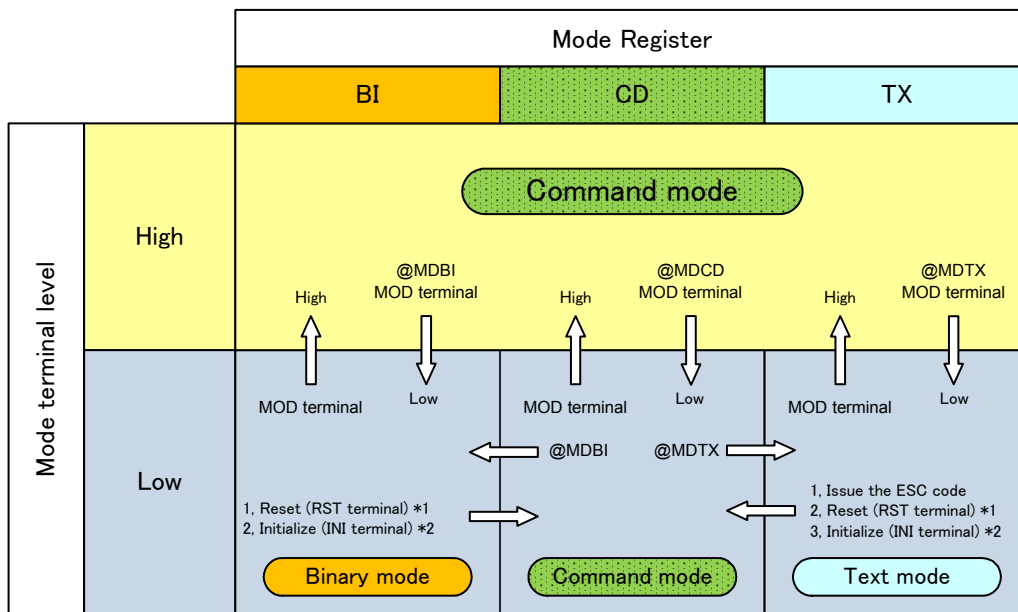 Mode Register
BI
CD
TX
Mode terminal level
High
Command mode
High
@MDBI
MOD terminal
High
@MDCD
MOD terminal
High
@MDTX
MOD terminal
Low
MOD terminal
Low
MOD terminal
Low
MOD terminal
Low
@MDBI
@MDTX
1, Reset (RST terminal) *1
2, Initialize (INI terminal) *2
1, Issue the ESC code
2, Reset (RST terminal) *1
3, Initialize (INI terminal) *2
Binary mode
Command mode
Text mode